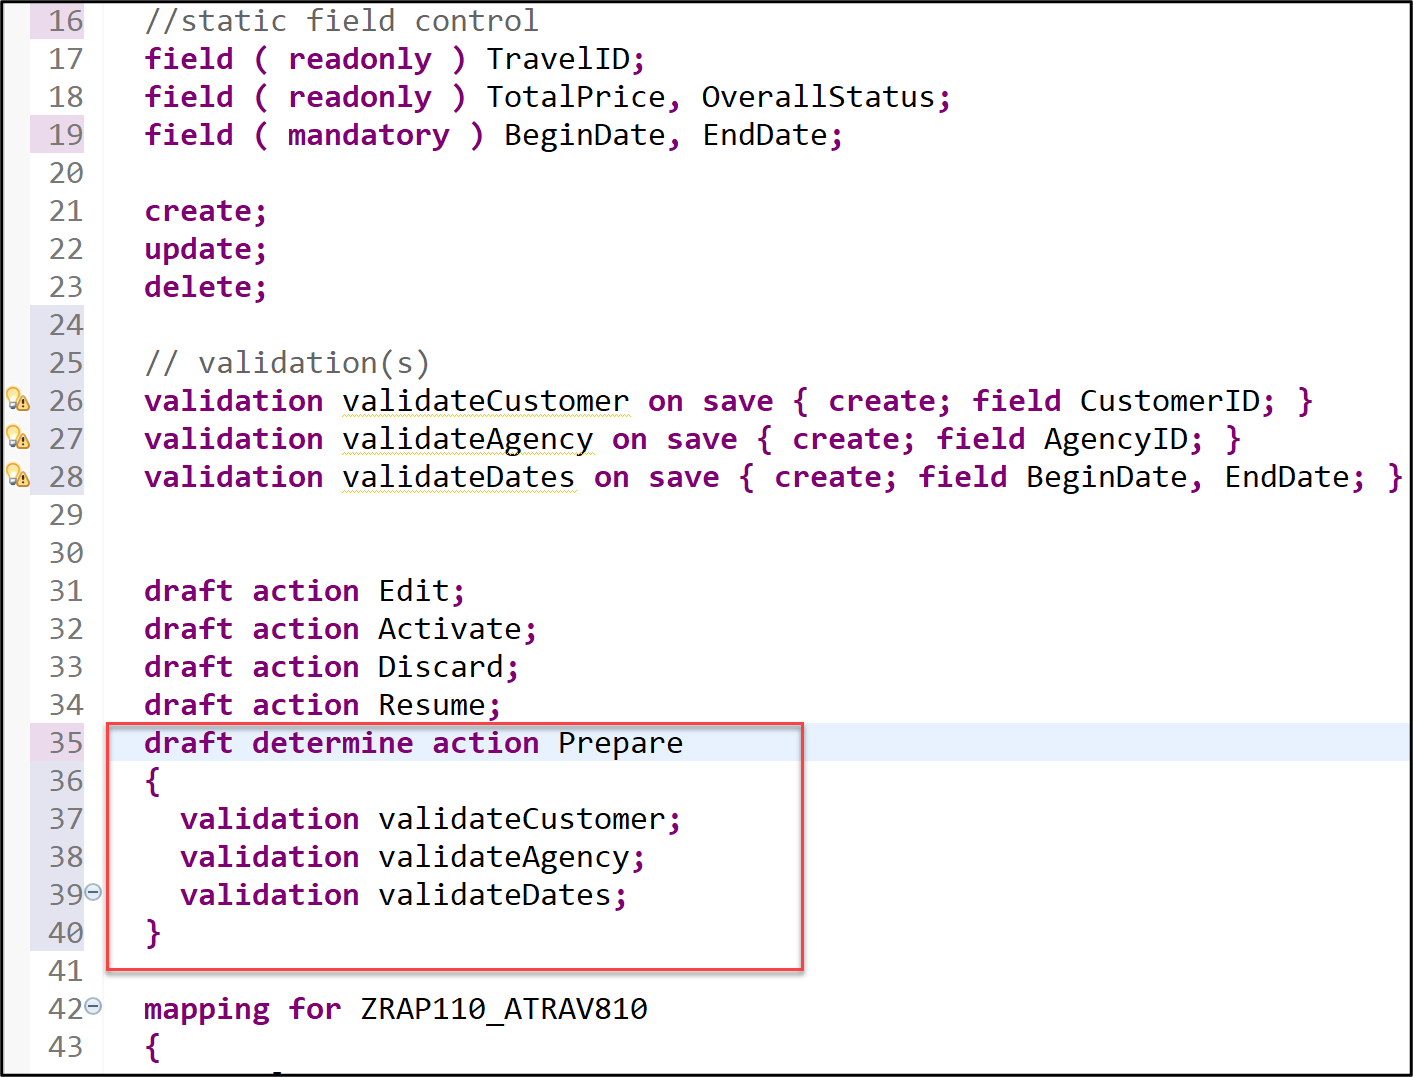 16 //static field control
17 field ( readonly ) TravelID;
18 field ( readonly ) TotalPrice, OverallStatus;
19 field ( mandatory ) BeginDate, EndDate;
20
21 create;
22 update;
23 delete;
24
25 // validation(s)
26 validation validateCustomer on save { create; field CustomerID; }
27 validation validateAgency on save { create; field AgencyID; }
28 validation validateDates on save { create; field BeginDate, EndDate; }
29
30
31 draft action Edit;
32 draft action Activate;
33 draft action Discard;
34 draft action Resume;
35 draft determine action Prepare
36 {
37 validation validateCustomer;
38 validation validateAgency;
39 validation validateDates;
40 }
41
42 mapping for ZRAP110_ATRAV810
43 {